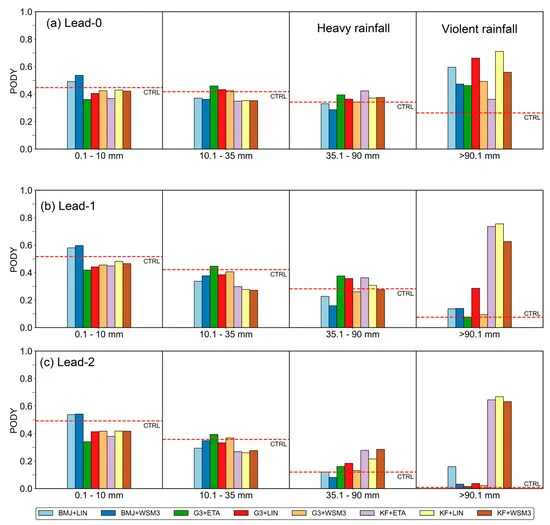 (a) Lead-0
Heavy rainfall
Violent rainfall
PODY
1.0
0.8
0.6
0.4
0.2
0.0
CTRL
CTRL
CTRL
CTRL
0.1 - 10 mm
10.1 - 35 mm
35.1 - 90 mm
>90.1 mm
(b) Lead-1
PODY
1.0
0.8
0.6
0.4
0.2
0.0
CTRL
CTRL
CTRL
CTRL
0.1 - 10 mm
10.1 - 35 mm
35.1 - 90 mm
>90.1 mm
(c) Lead-2
PODY
1.0
0.8
0.6
0.4
0.2
0.0
CTRL
CTRL
CTRL
CTRL
0.1 - 10 mm
10.1 - 35 mm
35.1 - 90 mm
>90.1 mm
BMJ+LIN BMJ+WSM3 G3+ETA G3+LIN G3+WSM3 KF+ETA KF+LIN KF+WSM3